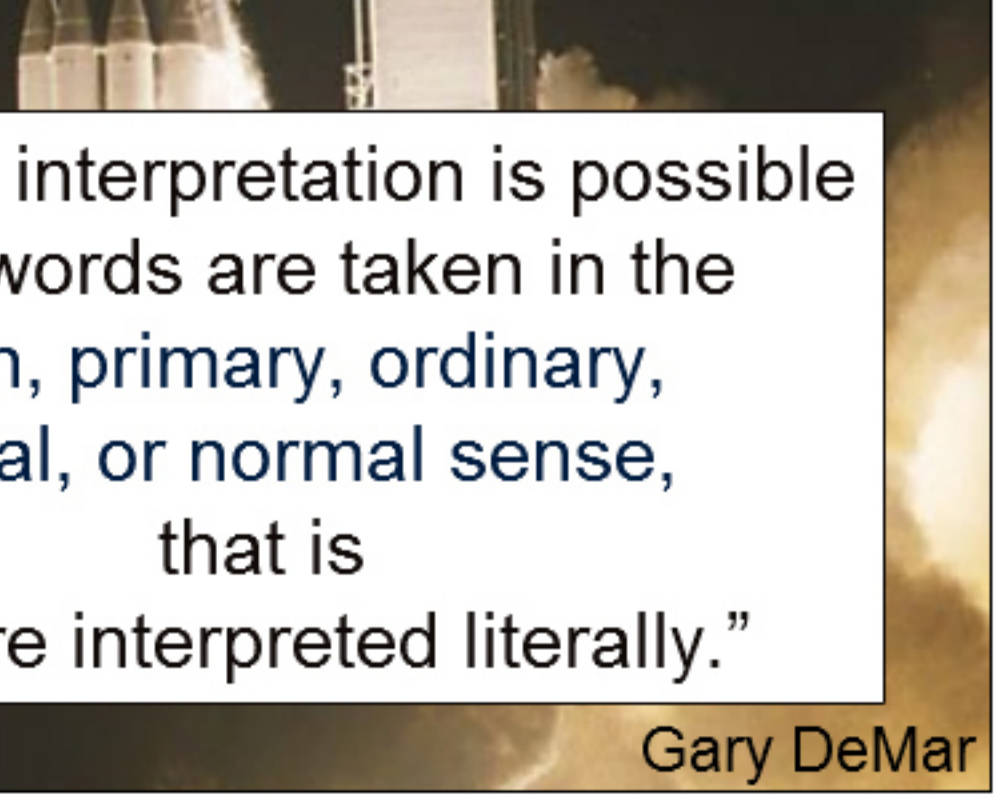 interpretation is possible
words are taken in the
, primary, ordinary,
or normal sense,
that is
interpreted literally.”
Gary DeMar